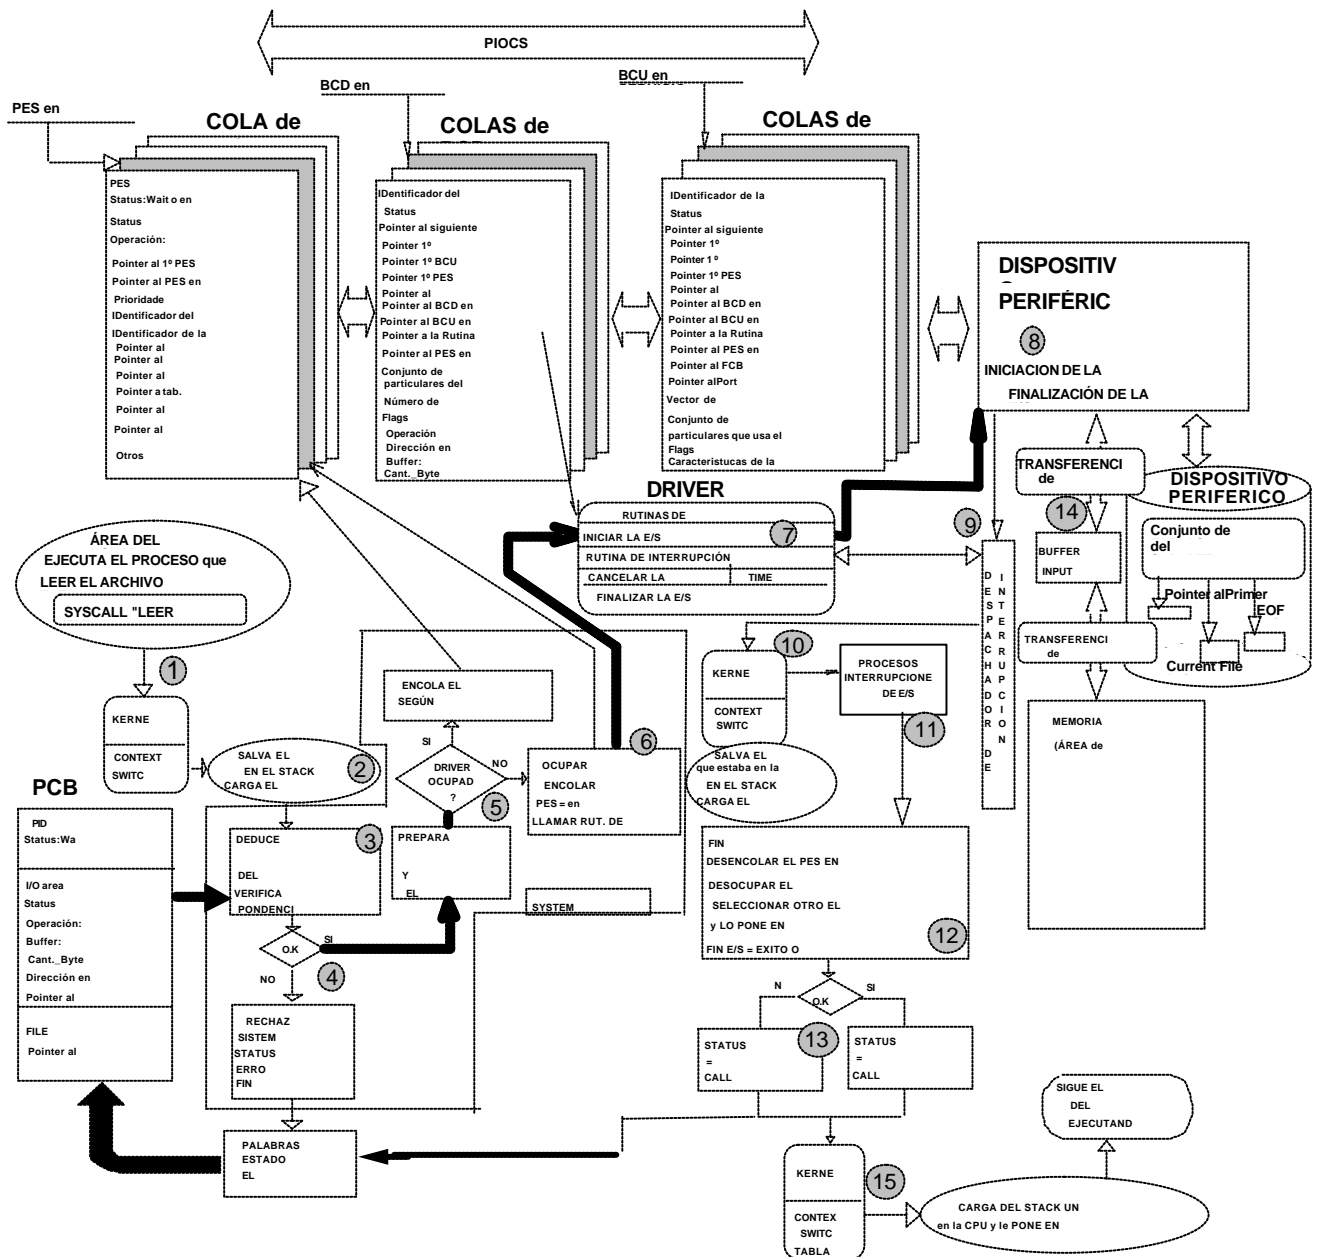 PIOCS
BCD en
BCU en
PES en
COLA de
COLAS de
COLAS de
PES
Status:Wait o en
Status
Operación:
Pointer al 1º PES
Pointer al PES en
Prioridade
IDentificador del
IDentificador de la
Pointer al
Pointer al
Pointer al
Pointer a tab.
Pointer al
Pointer al
Otros
IDentificador del
Status
Pointer al siguiente
Pointer 1º
Pointer 1º BCU
Pointer 1º PES
Pointer al
Pointer al BCD en
Pointer al BCU en
Pointer a la Rutina
Pointer al PES en
Conjunto de
particulares del
Número de
Flags
Operación
Dirección en
Buffer:
Cant._Byte
IDentificador de la
Status
Pointer al siguiente
Pointer 1º
Pointer 1º
Pointer 1º PES
Pointer al
Pointer al BCD en
Pointer al BCU en
Pointer a la Rutina
Pointer al PES en
Pointer al FCB
Pointer alPort
Vector de
Conjunto de
particulares que usa el
Flags
Caracteristucas de la
DISPOSITIV
PERIFÉRIC
8
INICIACION DE LA
FINALIZACIÓN DE LA
DRIVER
RUTINAS DE
7
INICIAR LA E/S
RUTINA DE INTERRUPCIÓN
CANCELAR LA
TIME
FINALIZAR LA E/S
9
DESPACHADOR DE
INTERRUPCION
TRANSFERENCI
de
14
BUFFER
INPUT
TRANSFERENCI
de
DISPOSITIVO
PERIFERICO
Conjunto de
del
Pointer alPrimer
EOF
Current File
MEMORIA
(ÁREA de
ÁREA DEL
EJECUTA EL PROCESO que
LEER EL ARCHIVO
SYSCALL "LEER
1
KERNE
CONTEXT
SWITC
SALVA EL
EN EL STACK
CARGA EL
2
ENCOLA EL
SEGÚN
SI
DRIVER
OCUPAD
?
NO
5
6
OCUPAR
ENCOLAR
PES = en
LLAMAR RUT. DE
10
KERNE
CONTEXT
SWITC
PROCESOS
INTERRUPCIONE
DE E/S
11
SALVA EL
que estaba en la
EN EL STACK
CARGA EL
PCB
PID
Status:Wa
I/O area
Status
Operación:
Buffer:
Cant._Byte
Dirección en
Pointer al
FILE
Pointer al
3
DEDUCE
DEL
VERIFICA
PONDENCI
PREPARA
Y
EL
SYSTEM
O.K
SI
NO
4
RECHAZ
SISTEM
STATUS
ERRO
FIN
PALABRAS
ESTADO
EL
FIN
DESENCOLAR EL PES EN
DESOCUPAR EL
SELECCIONAR OTRO EL
y LO PONE EN
FIN E/S = EXITO O
12
N
O.K
SI
13
STATUS
=
CALL
STATUS
=
CALL
KERNE
15
CONTEX
SWITC
TABLA
CARGA DEL STACK UN
en la CPU y le PONE EN
SIGUE EL
DEL
EJECUTAND